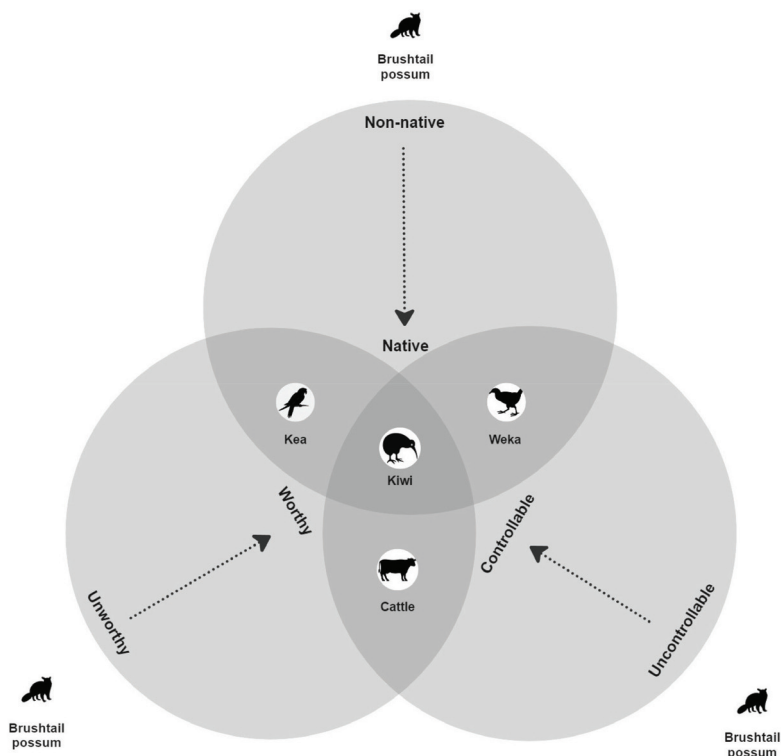 Brushtail
possum
Non-native
Native
Kea
Weka
Kiwi
Worthy
Controllable
Cattle
Unworthy
Uncontrollable
Brushtail
possum
Brushtail
possum